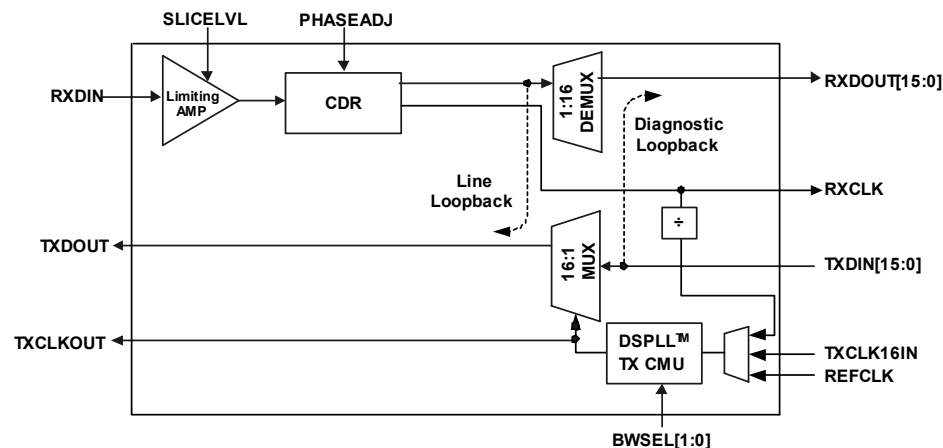 SLICELVL
PHASEADJ
RXDIN
Limiting
AMP
CDR
1:16
DEMUX
RXDOUT[15:0]
Diagnostic
Loopback
Line
Loopback
RXCLK
÷
TXDOUT
16:1
MUX
TXDIN[15:0]
TXCLKOUT
DSPLL™
TX CMU
TXCLK16IN
REFCLK
BWSEL[1:0]